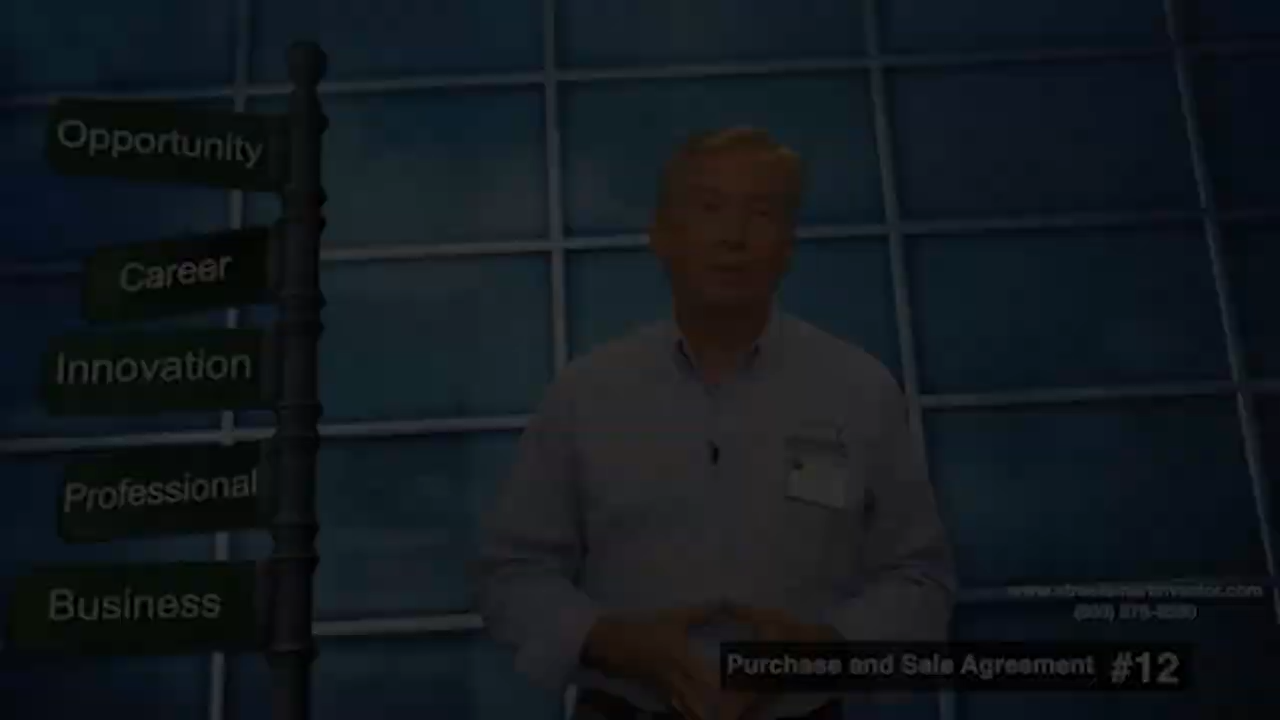 Opportunity
Career
Innovation
Professional
Business
Purchase and Sale Agreement #12